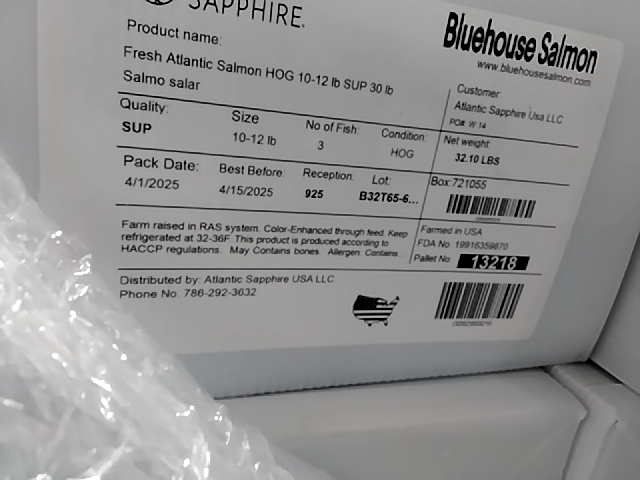 SAPPHIRE
Bluehouse Salmon
www.bluehousesalmon.com
Product name:
Fresh Atlantic Salmon HOG 10-12 lb SUP 30 lb
Salmo salar
Customer:
Atlantic Sapphire Usa LLC
PO#: W 14
Quality:
SUP
Size
10-12 lb
No of Fish:
3
Condition:
HOG
Net weight:
32.10 LBS
Pack Date:
4/1/2025
Best Before:
4/15/2025
Reception:
925
Lot:
B32T65-6...
Box: 721055
Farm raised in RAS system. Color-Enhanced through feed. Keep
refrigerated at 32-36F. This product is produced according to
HACCP regulations. May Contains bones. Allergen. Contains
Farmed in USA
FDA No. 19916359870
Pallet No 13218
Distributed by: Atlantic Sapphire USA LLC
Phone No. 786-292-3632